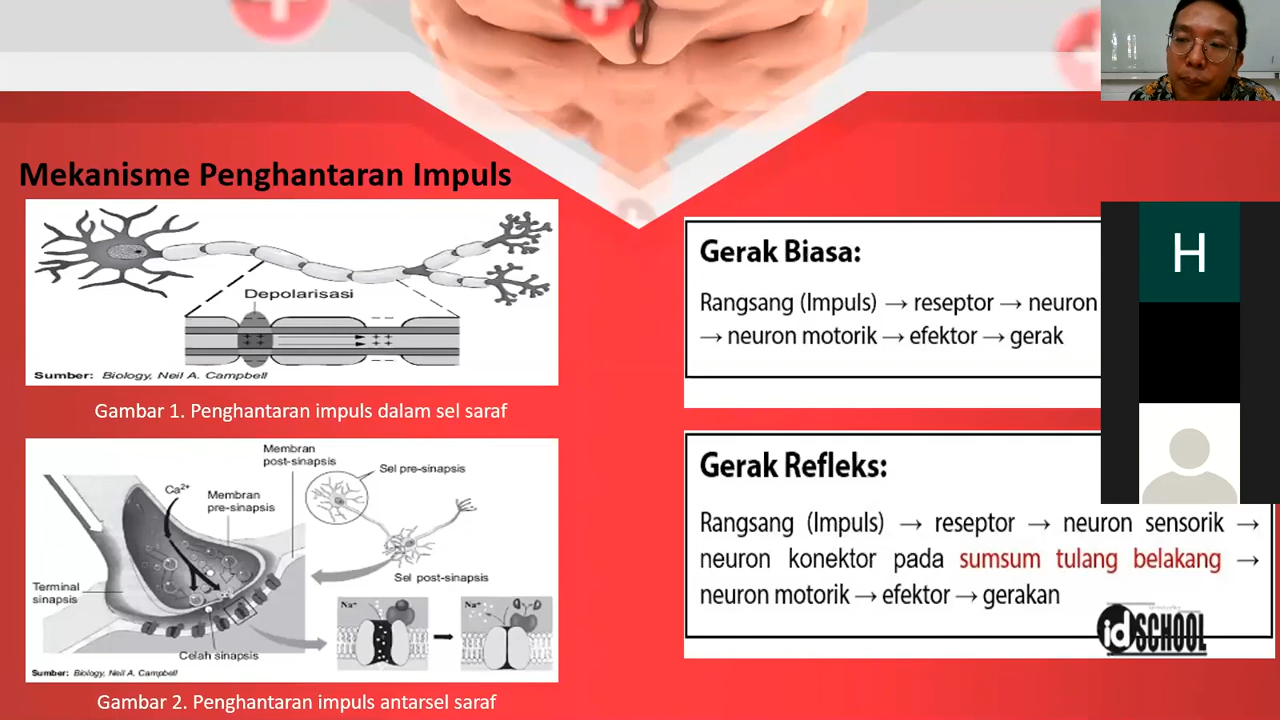 Mekanisme Penghantaran Impuls
Depolarisasi
Sumber: Biology, Neil A. Campbell
Gambar 1. Penghantaran impuls dalam sel saraf
Membran
post-sinapsis
Sel pre-sinapsis
Ca²⁺
Membran
pre-sinapsis
Sel post-sinapsis
Terminal
sinapsis
Na⁺
Na⁺
Celah sinapsis
Sumber: Biology, Neil A. Campbell
Gambar 2. Penghantaran impuls antarsel saraf
Gerak Biasa:
Rangsang (Impuls) → reseptor → neuron
→ neuron motorik → efektor → gerak
H
Gerak Refleks:
Rangsang (Impuls) → reseptor → neuron sensorik →
neuron konektor pada sumsum tulang belakang →
neuron motorik → efektor → gerakan
idSCHOOL